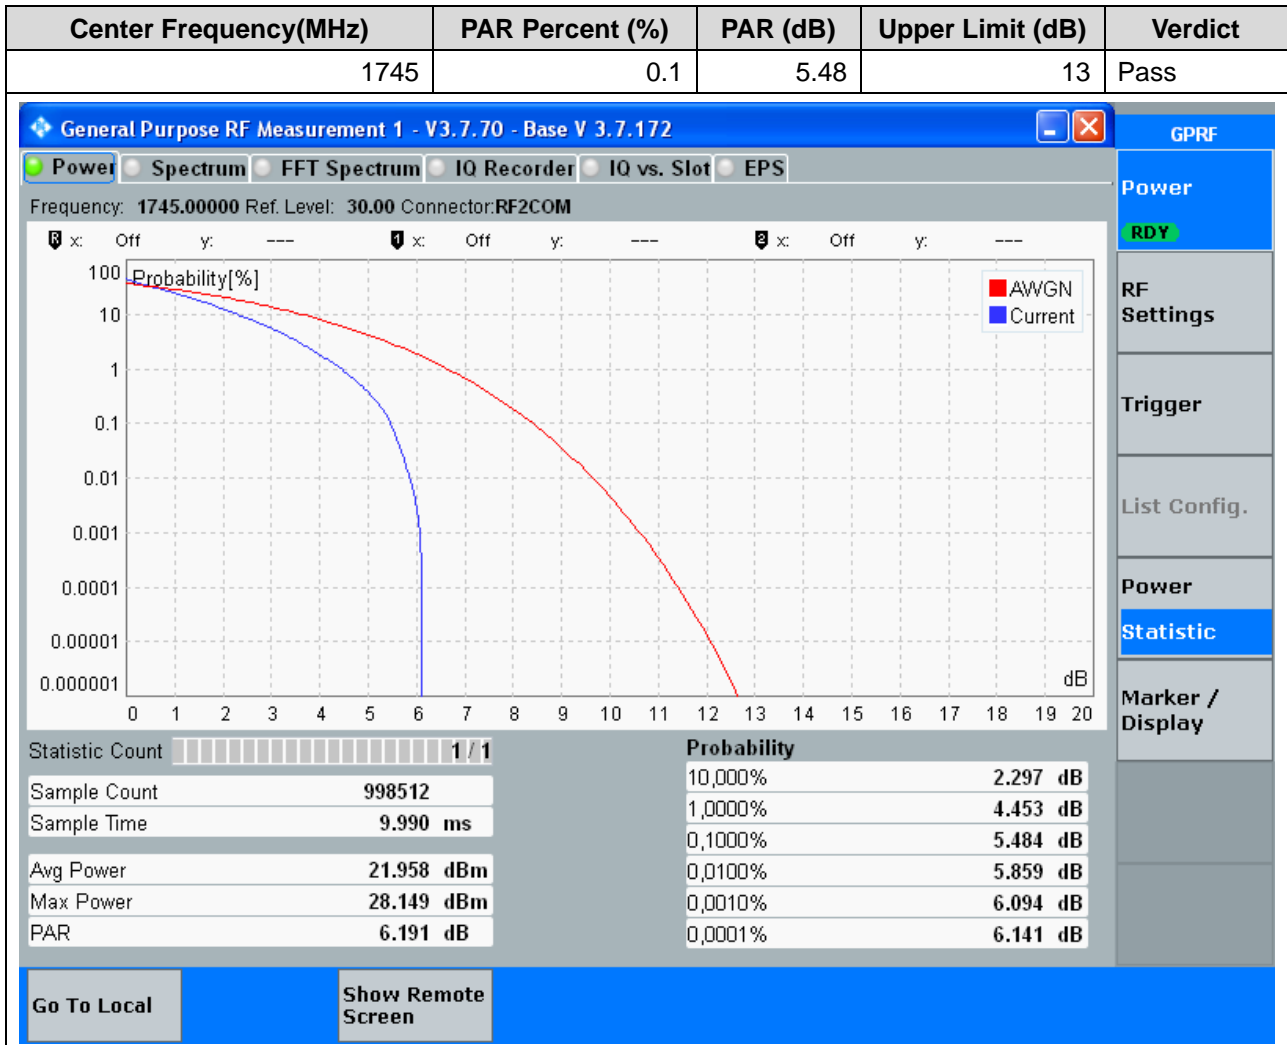 Center Frequency(MHz) PAR Percent (%) PAR (dB) Upper Limit (dB) Verdict
1745 0.1 5.48 13 Pass
General Purpose RF Measurement 1 - V3.7.70 - Base V 3.7.172
GPRF
Power Spectrum FFT Spectrum IQ Recorder IQ vs. Slot EPS
Power
RDY
Frequency: 1745.00000 Ref. Level: 30.00 Connector:RF2COM
R x: Off y: --- 1 x: Off y: --- 2 x: Off y: ---
Probability[%]
AWGN
Current
100
10
1
0.1
0.01
0.001
0.0001
0.00001
0.000001
dB
0 1 2 3 4 5 6 7 8 9 10 11 12 13 14 15 16 17 18 19 20
RF
Settings
Trigger
List Config.
Power
Statistic
Marker /
Display
Statistic Count 1 / 1
Sample Count 998512
Sample Time 9.990 ms
Avg Power 21.958 dBm
Max Power 28.149 dBm
PAR 6.191 dB
Probability
10,000% 2.297 dB
1,0000% 4.453 dB
0,1000% 5.484 dB
0,0100% 5.859 dB
0,0010% 6.094 dB
0,0001% 6.141 dB
Go To Local
Show Remote
Screen